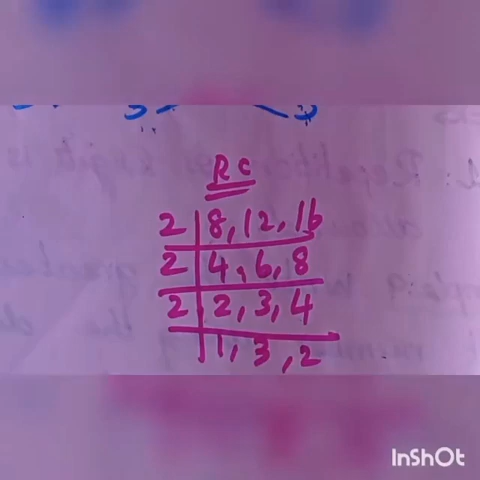 RC
2 | 8, 12, 16
2 | 4, 6, 8
2 | 2, 3, 4
| 1, 3, 2
InShOt